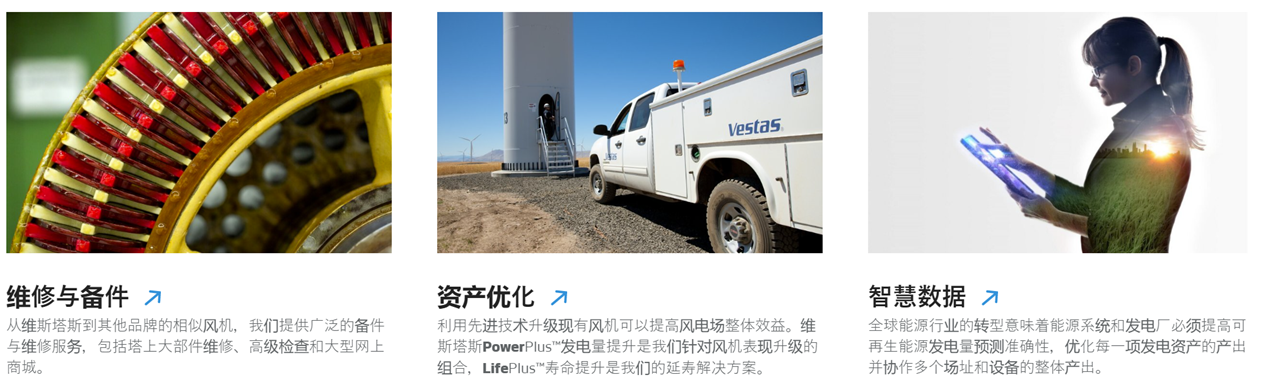 Vestas
维修与备件
从维斯塔斯到其他品牌的相似风机，我们提供广泛的备件
与维修服务，包括塔上大部件维修、高级检查和大型网上
商城。
资产优化
利用先进技术升级现有风机可以提高风电场整体效益。维
斯塔斯PowerPlus™发电量提升是我们针对风机表现升级的
组合，LifePlus™寿命提升是我们的延寿解决方案。
智慧数据
全球能源行业的转型意味着能源系统和发电厂必须提高可
再生能源发电量预测准确性，优化每一项发电资产的产出
并协作多个场址和设备的整体产出。